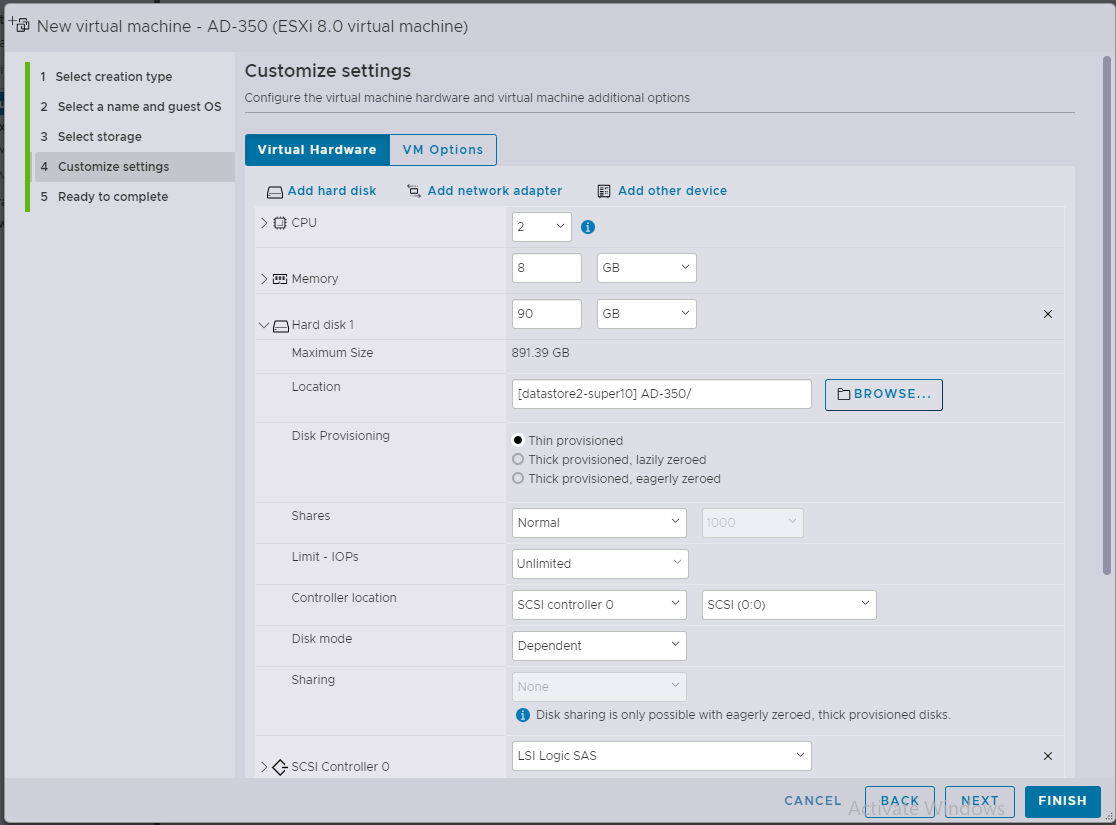 New virtual machine - AD-350 (ESXi 8.0 virtual machine)
1 Select creation type
2 Select a name and guest OS
3 Select storage
4 Customize settings
5 Ready to complete
Customize settings
Configure the virtual machine hardware and virtual machine additional options
Virtual Hardware VM Options
Add hard disk Add network adapter Add other device
CPU 2
Memory 8 GB
Hard disk 1 90 GB
Maximum Size 891.39 GB
Location [datastore2-super10] AD-350/ BROWSE...
Disk Provisioning
Thin provisioned
Thick provisioned, lazily zeroed
Thick provisioned, eagerly zeroed
Shares Normal 1000
Limit - IOPs Unlimited
Controller location SCSI controller 0 SCSI (0:0)
Disk mode Dependent
Sharing None
Disk sharing is only possible with eagerly zeroed, thick provisioned disks.
SCSI Controller 0 LSI Logic SAS
CANCEL BACK NEXT FINISH
Activate Windows